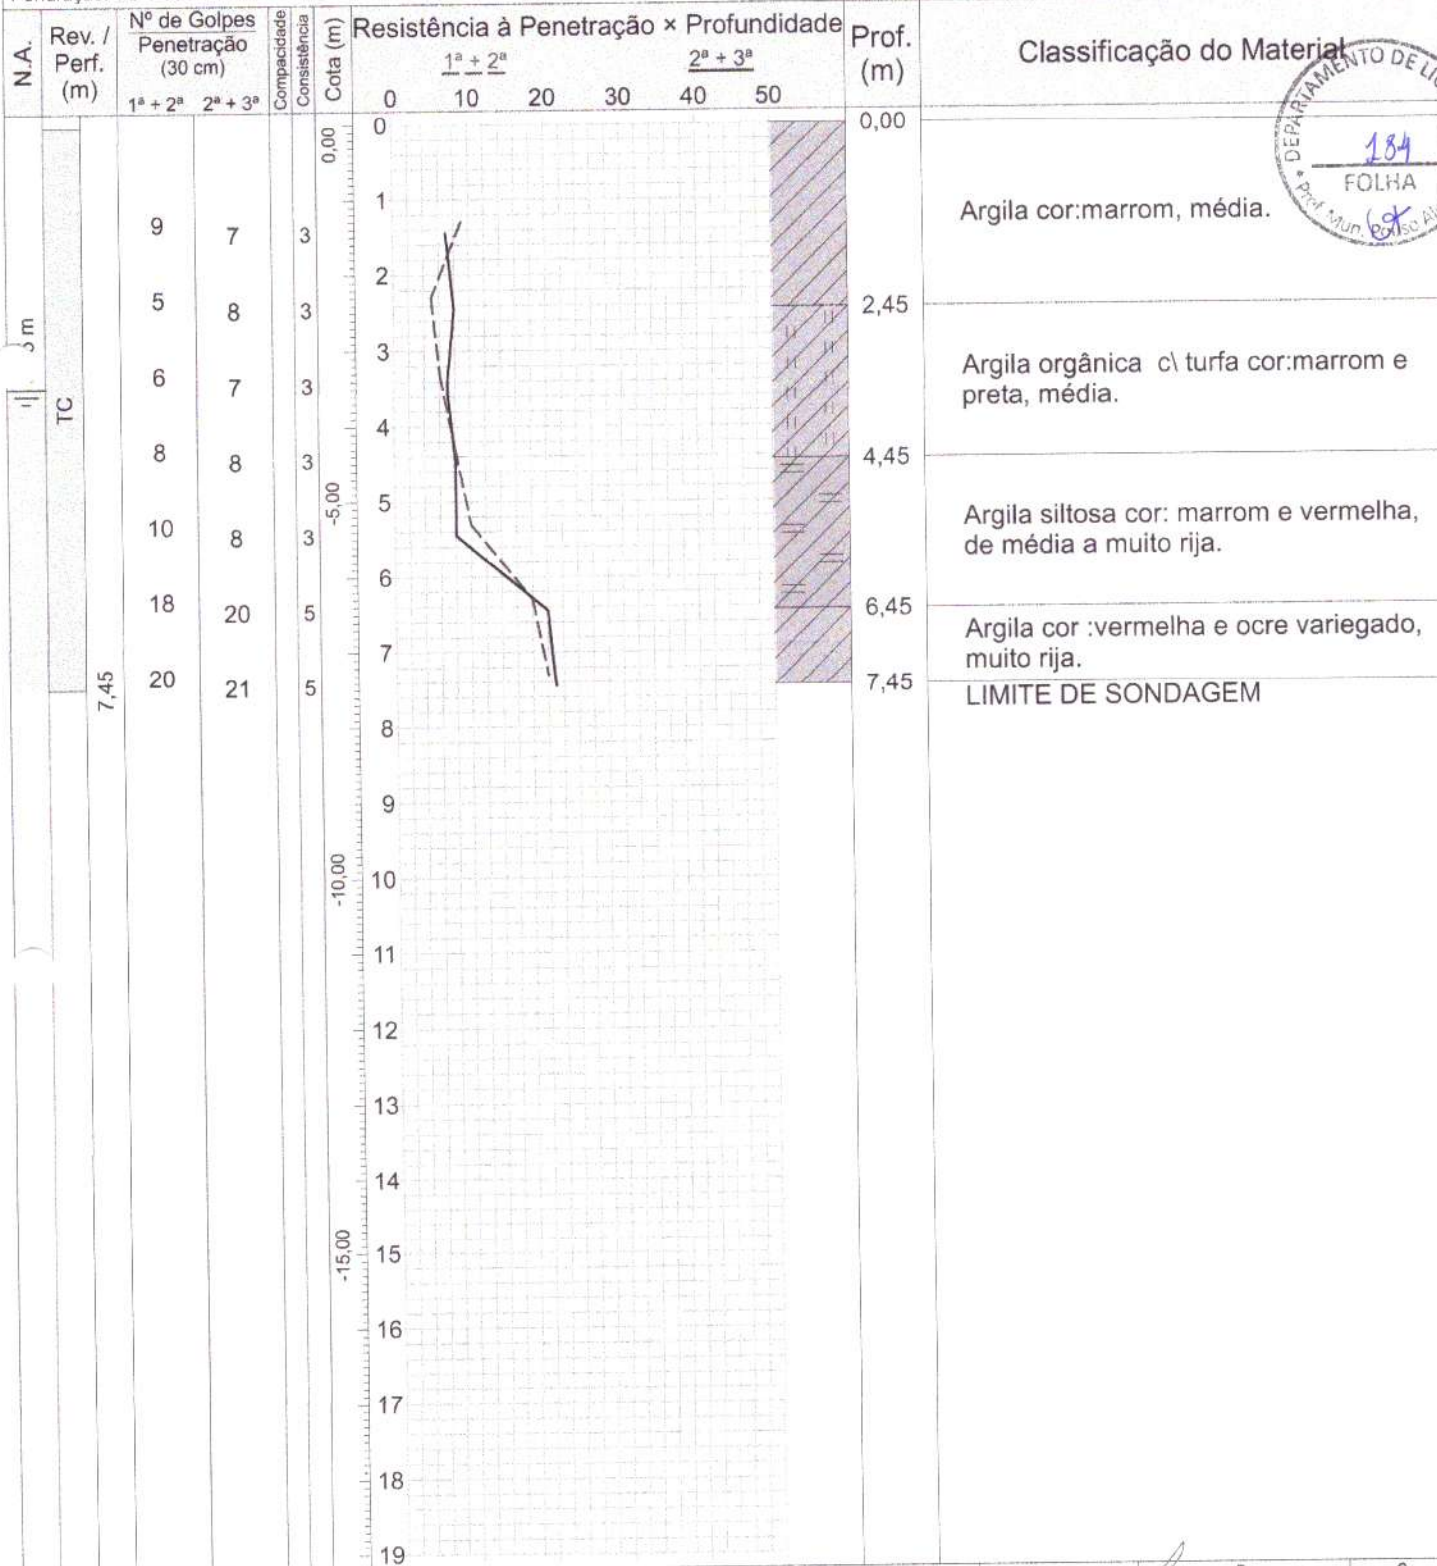 N.A.
Rev. /
Perf.
(m)
Nº de Golpes
Penetração
(30 cm)
1ª + 2ª 2ª + 3ª
Compacidade
Consistência
Cota (m)
Resistência à Penetração × Profundidade
1ª + 2ª 2ª + 3ª
0 10 20 30 40 50
Prof.
(m)
Classificação do Material
DEPARTAMENTO DE
184
FOLHA
Mun.
0,00 0 0,00
1
Argila cor:marrom, média.
9 7 3
2
5 8 3 2,45
m
3
Argila orgânica c\ turfa cor:marrom e
preta, média.
6 7 3
TC
4
8 8 3 4,45
-5,00 5
Argila siltosa cor: marrom e vermelha,
de média a muito rija.
10 8 3
6
18 20 5 6,45
Argila cor :vermelha e ocre variegado,
muito rija.
7
7,45 20 21 5 7,45
LIMITE DE SONDAGEM
8
9
-10,00 10
11
12
13
14
-15,00 15
16
17
18
19